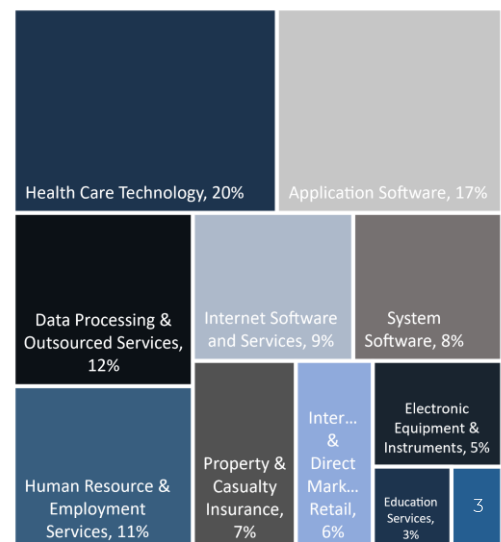 Health Care Technology, 20%
Application Software, 17%
Data Processing &
Outsourced Services,
12%
Internet Software
and Services, 9%
System
Software, 8%
Human Resource &
Employment
Services, 11%
Property &
Casualty
Insurance,
7%
Inter...
&
Direct
Mark...
Retail,
6%
Electronic
Equipment &
Instruments, 5%
Education
Services,
3%
3